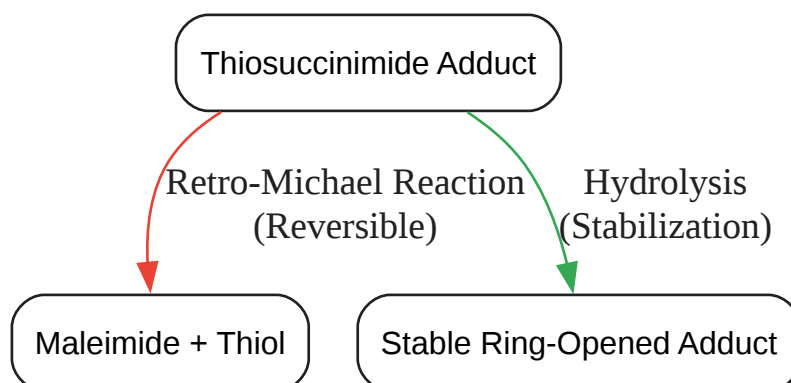 Thiosuccinimide Adduct
Retro-Michael Reaction
(Reversible)
Hydrolysis
(Stabilization)
Maleimide + Thiol
Stable Ring-Opened Adduct